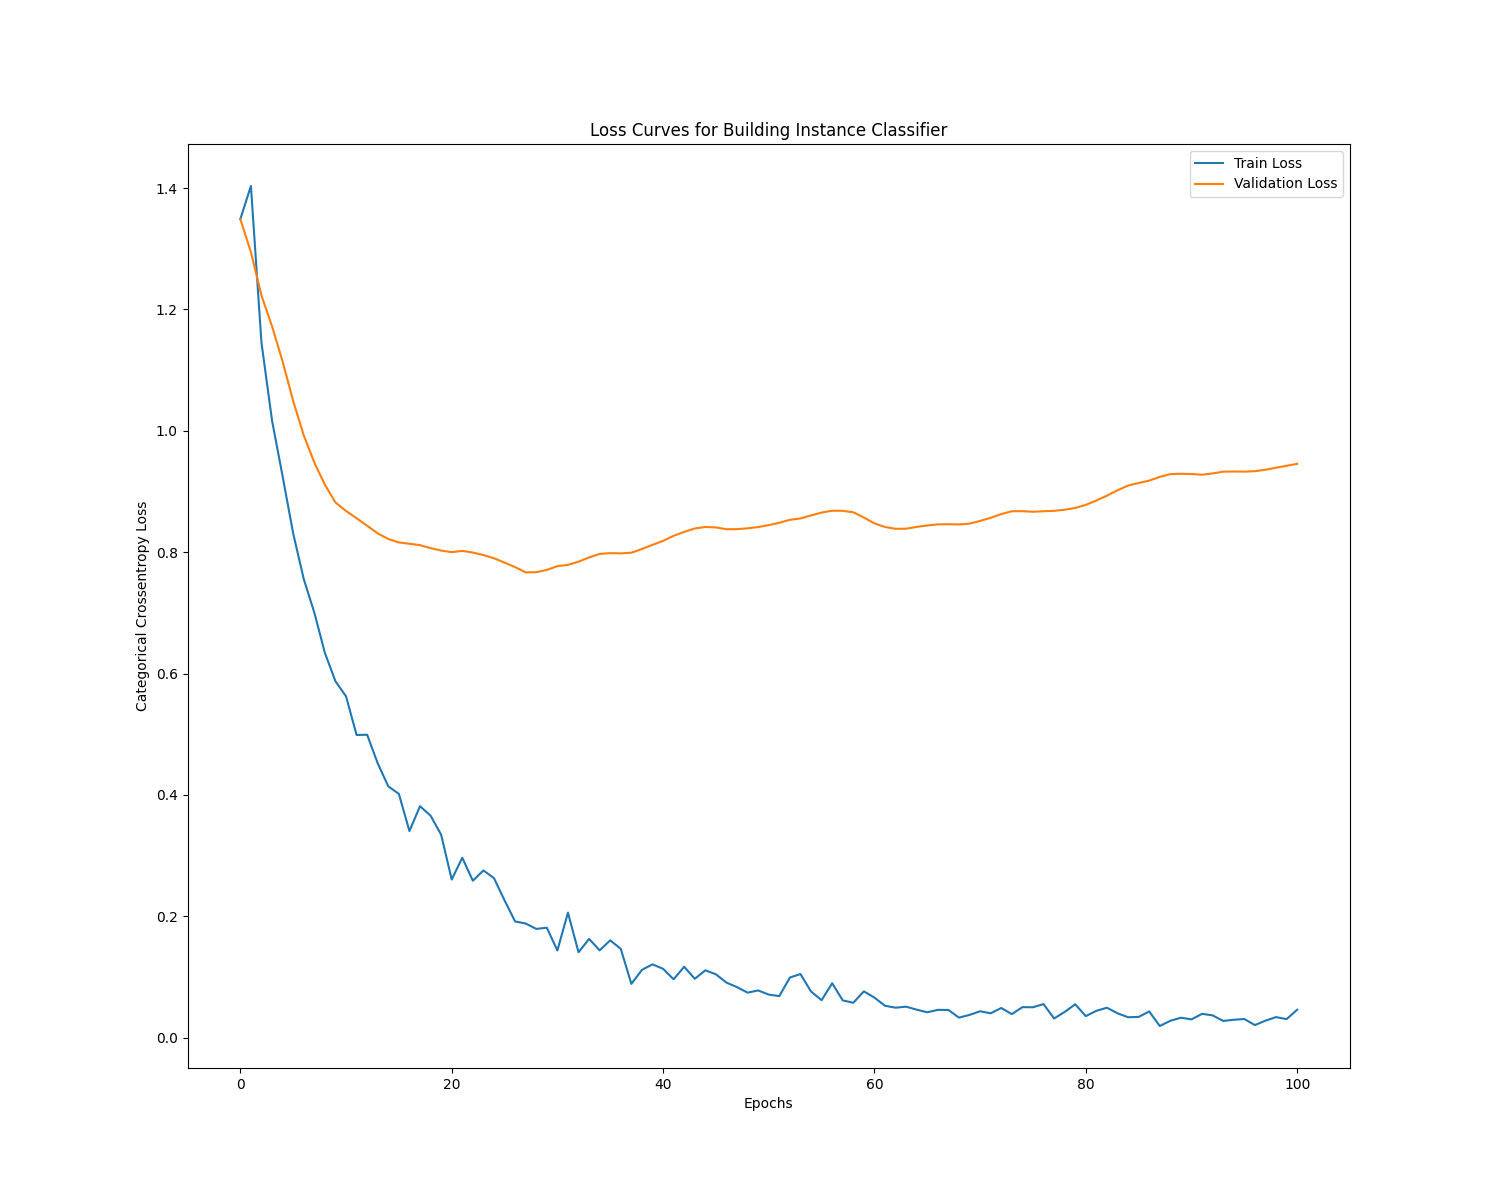 Loss Curves for Building Instance Classifier
Train Loss
Validation Loss
1.4
1.2
1.0
0.8
0.6
0.4
0.2
0.0
Categorical Crossentropy Loss
0 20 40 60 80 100
Epochs